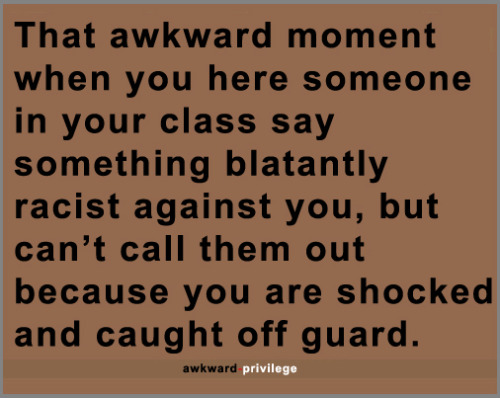 That awkward moment
when you here someone
in your class say
something blatantly
racist against you, but
can't call them out
because you are shocked
and caught off guard.
awkward-privilege